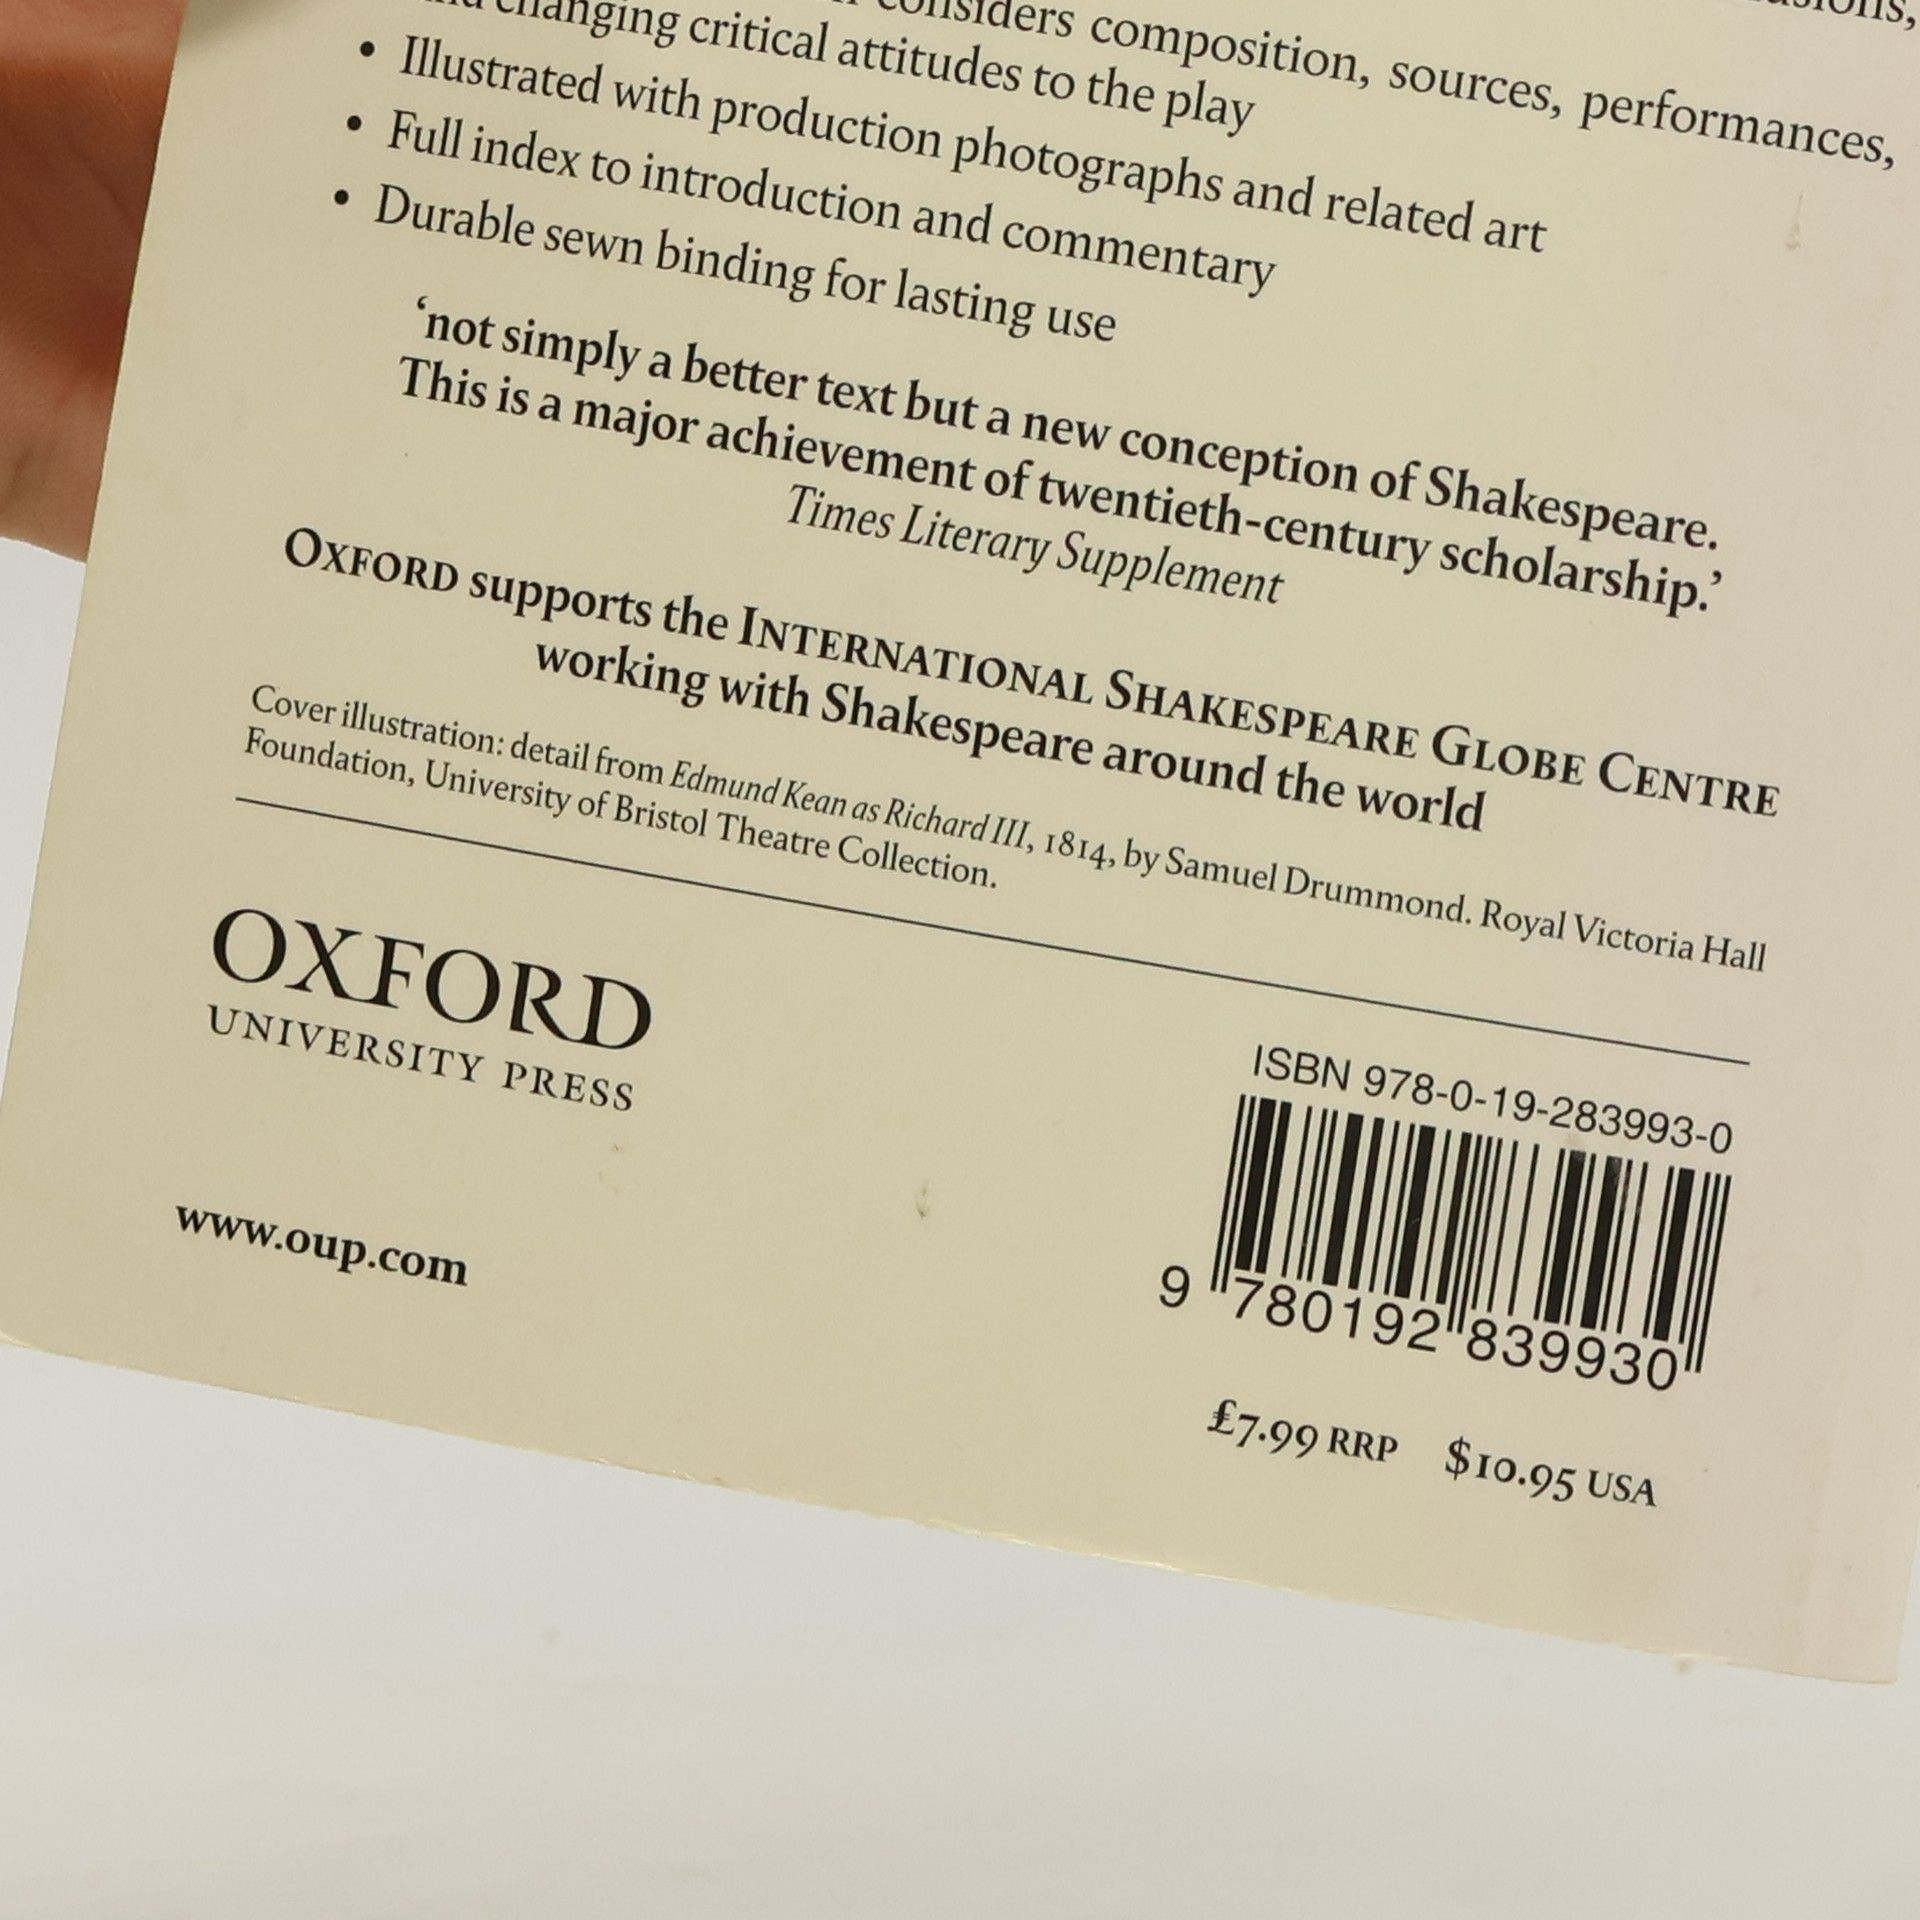 considers composition, sources, performances,
changing critical attitudes to the play
• Illustrated with production photographs and related art
• Full index to introduction and commentary
• Durable sewn binding for lasting use
‘not simply a better text but a new conception of Shakespeare.
This is a major achievement of twentieth-century scholarship.’
Times Literary Supplement
OXFORD supports the INTERNATIONAL SHAKESPEARE GLOBE CENTRE
working with Shakespeare around the world
Cover illustration: detail from Edmund Kean as Richard III, 1814, by Samuel Drummond. Royal Victoria Hall
Foundation, University of Bristol Theatre Collection.
OXFORD
UNIVERSITY PRESS
www.oup.com
ISBN 978-0-19-283993-0
9 780192 839930
£7.99 RRP $10.95 USA